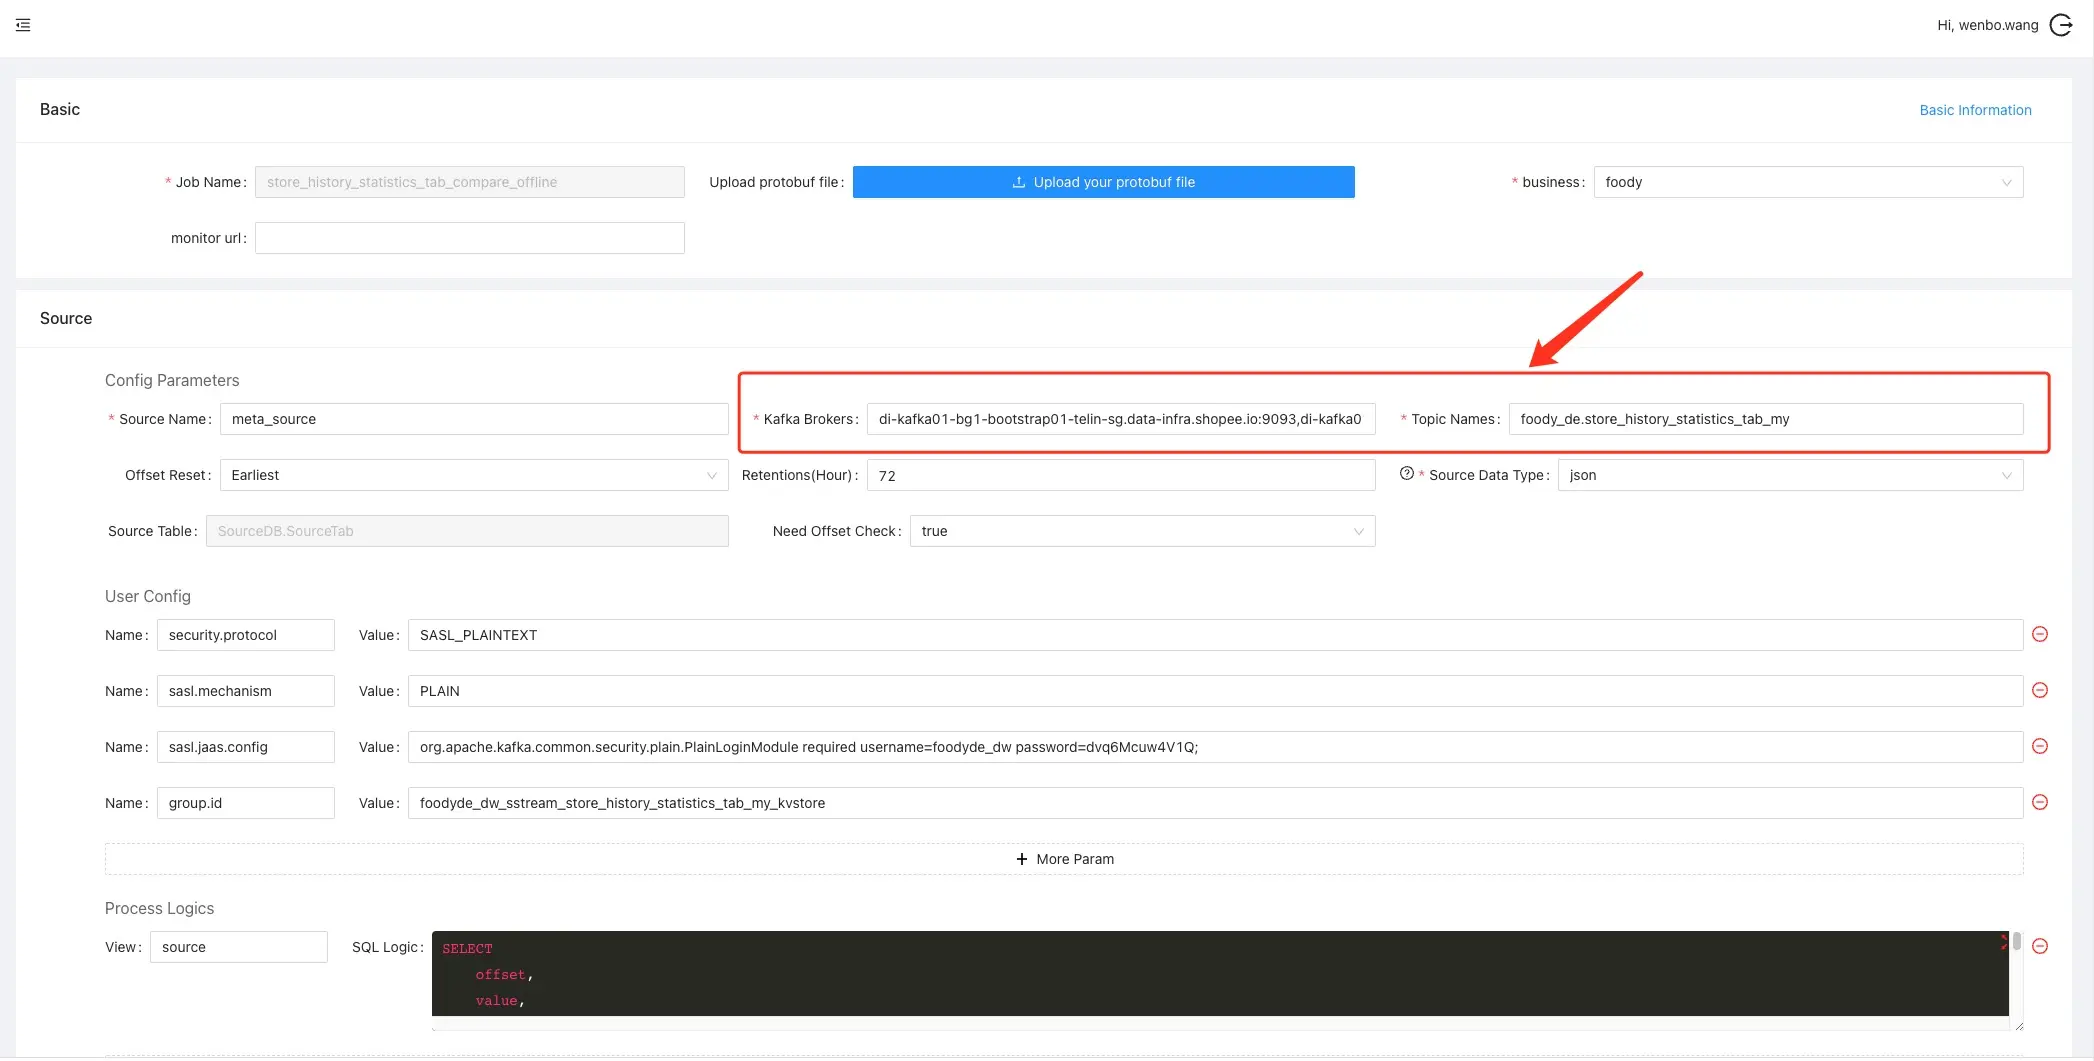 Hi, wenbo.wang
Basic
Basic Information
* Job Name: store_history_statistics_tab_compare_offline
Upload protobuf file: Upload your protobuf file
* business: foody
monitor url:
Source
Config Parameters
* Source Name: meta_source
* Kafka Brokers: di-kafka01-bg1-bootstrap01-telin-sg.data-infra.shopee.io:9093,di-kafka0
* Topic Names: foody_de.store_history_statistics_tab_my
Offset Reset: Earliest
Retentions(Hour): 72
* Source Data Type: json
Source Table: SourceDB.SourceTab
Need Offset Check: true
User Config
Name: security.protocol Value: SASL_PLAINTEXT
Name: sasl.mechanism Value: PLAIN
Name: sasl.jaas.config Value: org.apache.kafka.common.security.plain.PlainLoginModule required username=foodyde_dw password=dvq6Mcuw4V1Q;
Name: group.id Value: foodyde_dw_sstream_store_history_statistics_tab_my_kvstore
+ More Param
Process Logics
View: source SQL Logic: SELECT
offset,
value,